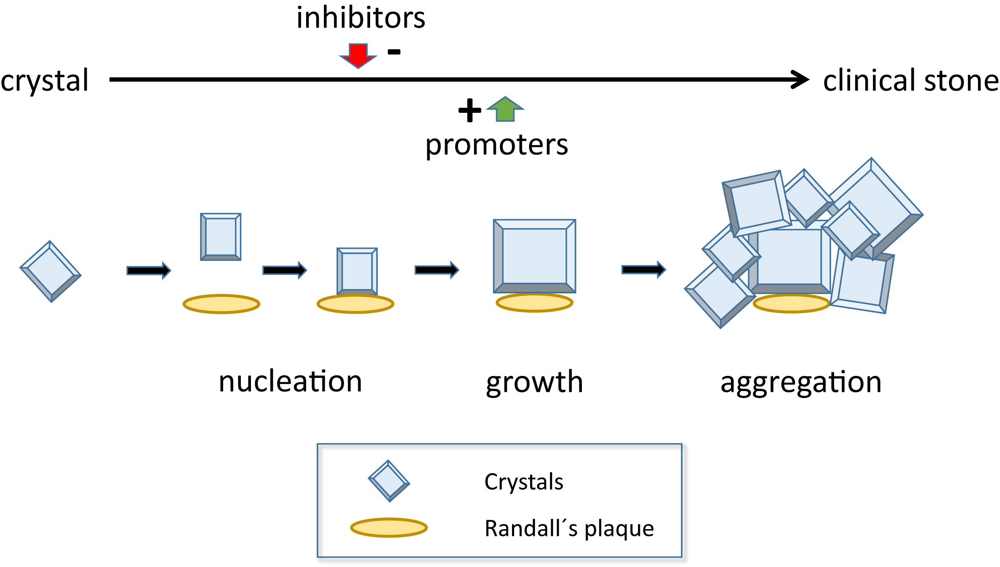 inhibitors
-
crystal
clinical stone
+
promoters
nucleation
growth
aggregation
Crystals
Randall´s plaque